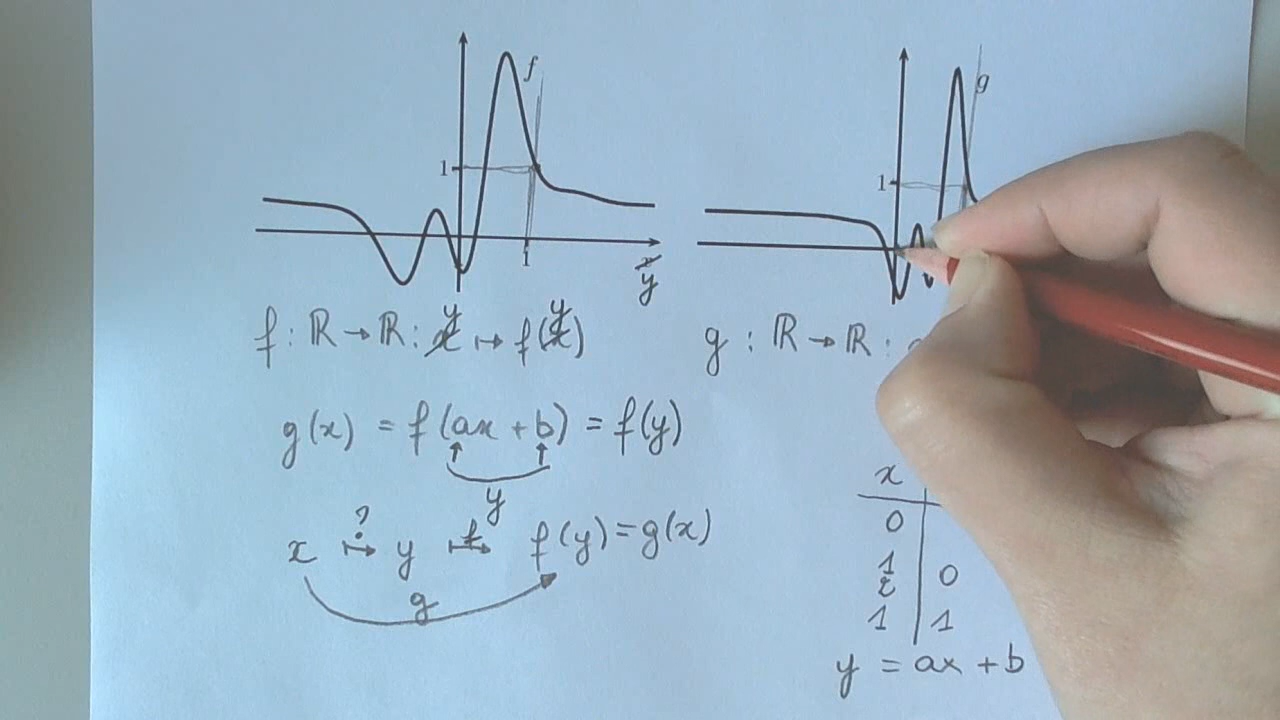 f
g
1
1
1
x y
y y
f : ℝ → ℝ : x ↦ f(x)
g : ℝ → ℝ :
g(x) = f(ax + b) = f(y)
y
x
0
? f
x ↦ y ↦ f(y) = g(x)
g
1/2 0
1 1
y = ax + b